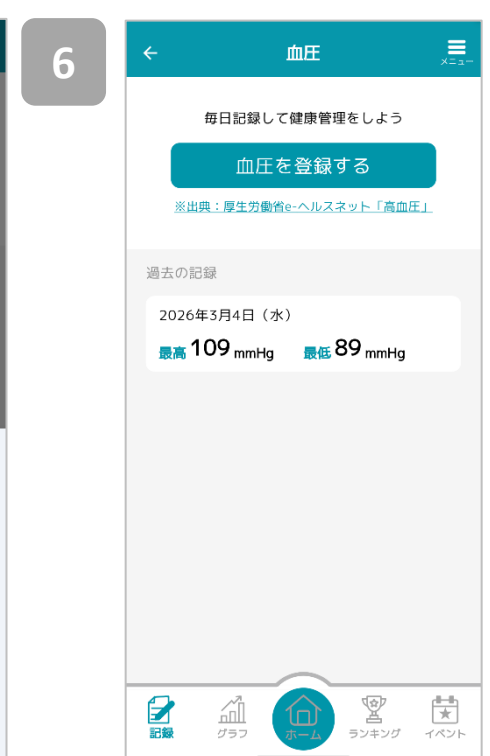 6
血圧
メニュー
毎日記録して健康管理をしよう
血圧を登録する
※出典：厚生労働省e-ヘルスネット「高血圧」
過去の記録
2026年3月4日（水）
最高 109 mmHg 最低 89 mmHg
記録 グラフ ホーム ランキング イベント